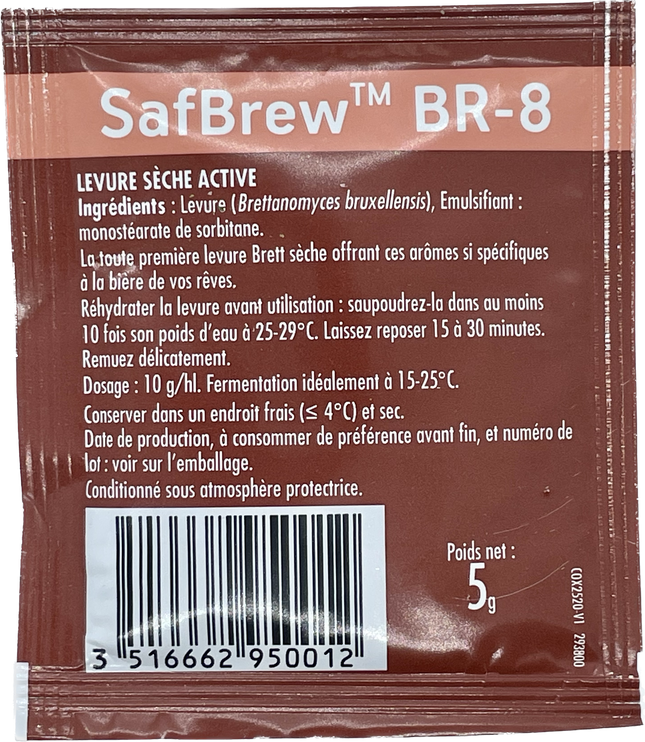 SafBrew™ BR-8
LEVURE SÈCHE ACTIVE
Ingrédients : Levure (Brettanomyces bruxellensis), Emulsifiant :
monostéarate de sorbitane.
La toute première levure Brett sèche offrant ces arômes si spécifiques
à la bière de vos rêves.
Réhydrater la levure avant utilisation : saupoudrez-la dans au moins
10 fois son poids d'eau à 25-29°C. Laissez reposer 15 à 30 minutes.
Remuez délicatement.
Dosage : 10 g/hl. Fermentation idéalement à 15-25°C.
Conserver dans un endroit frais (≤ 4°C) et sec.
Date de production, à consommer de préférence avant fin, et numéro de
lot : voir sur l'emballage.
Conditionné sous atmosphère protectrice.
Poids net :
5g
COX2520-V1 293800
3 516662 950012